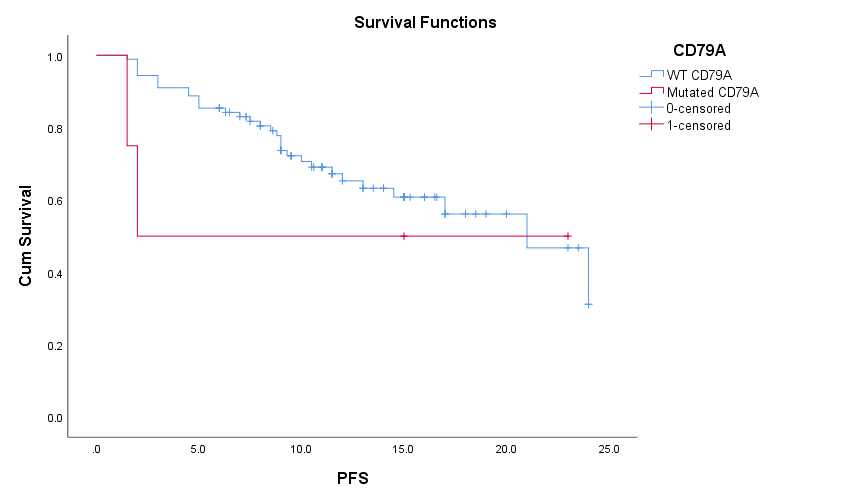 Survival Functions
CD79A
WT CD79A
Mutated CD79A
0-censored
1-censored
Cum Survival
1.0
0.8
0.6
0.4
0.2
0.0
.0 5.0 10.0 15.0 20.0 25.0
PFS